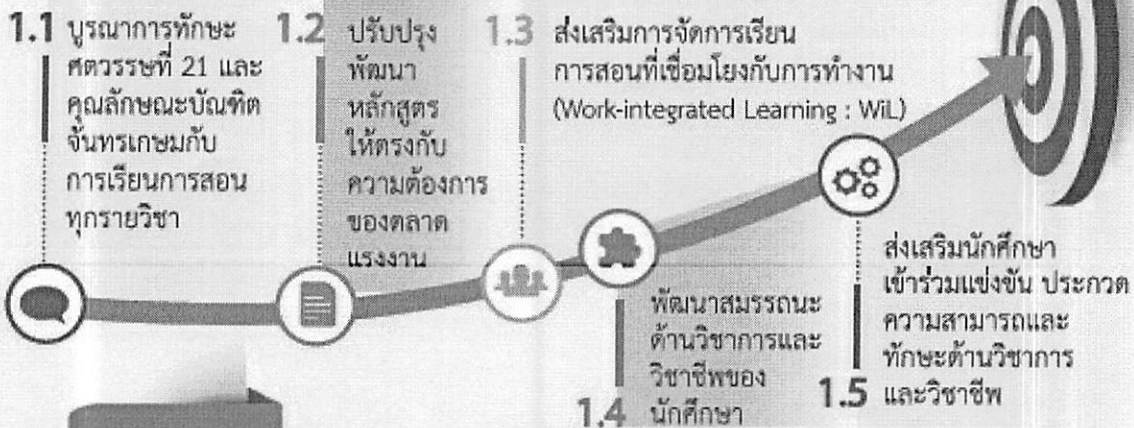 1.1 บูรณาการทักษะ
ศตวรรษที่ 21 และ
คุณลักษณะบัณฑิต
จันทรเกษมกับ
การเรียนการสอน
ทุกรายวิชา
1.2 ปรับปรุง
พัฒนา
หลักสูตร
ให้ตรงกับ
ความต้องการ
ของตลาด
แรงงาน
1.3 ส่งเสริมการจัดการเรียน
การสอนที่เชื่อมโยงกับการทำงาน
(Work-integrated Learning : WiL)
พัฒนาสมรรถนะ
ด้านวิชาการและ
วิชาชีพของ
1.4 นักศึกษา
ส่งเสริมนักศึกษา
เข้าร่วมแข่งขัน ประกวด
ความสามารถและ
ทักษะด้านวิชาการ
1.5 และวิชาชีพ